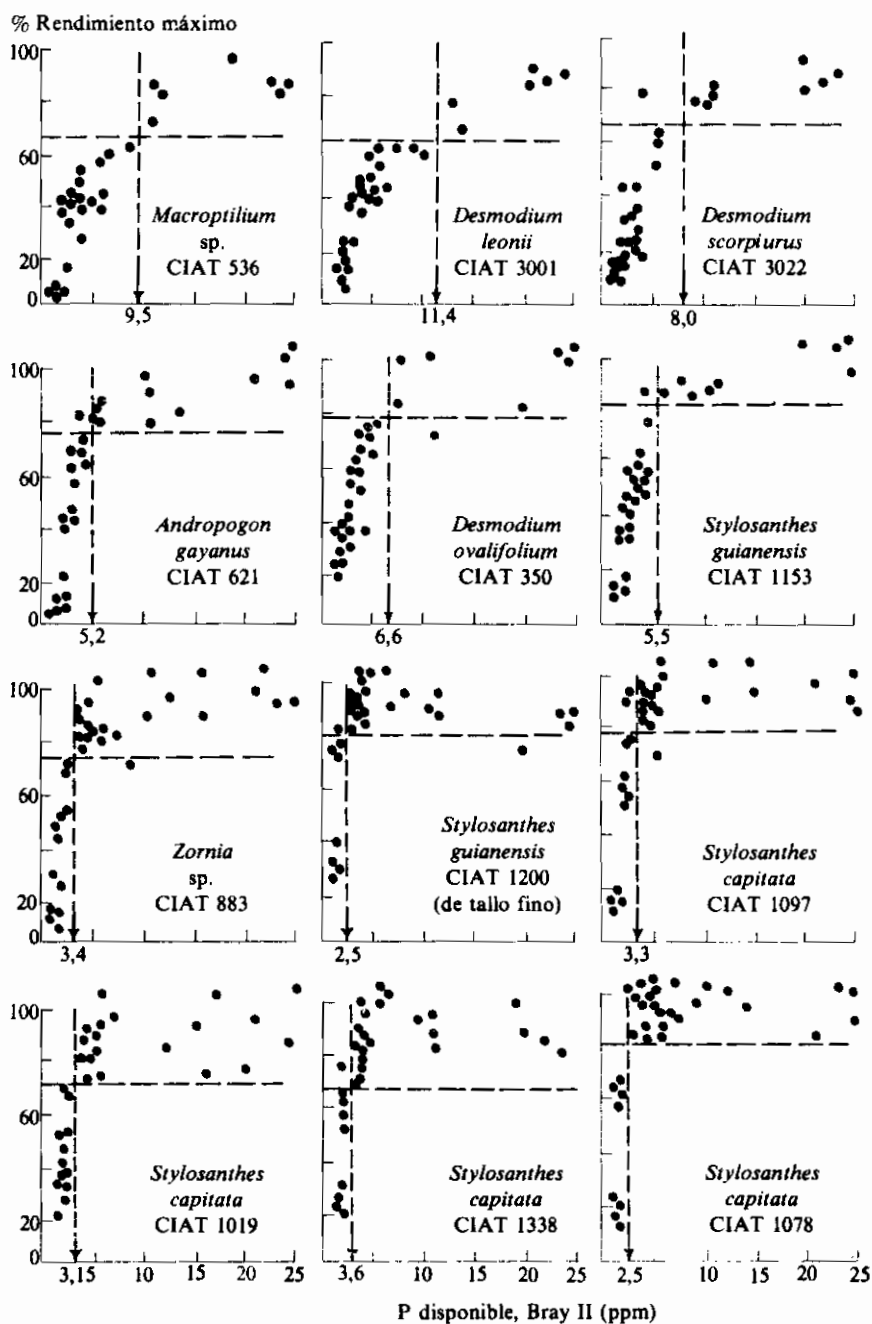 % Rendimiento máximo
100
60
20
0
Macroptilium
sp.
CIAT 536
9,5
Desmodium
leonii
CIAT 3001
11,4
Desmodium
scorpiurus
CIAT 3022
8,0
100
60
20
0
Andropogon
gayanus
CIAT 621
5,2
Desmodium
ovalifolium
CIAT 350
6,6
Stylosanthes
guianensis
CIAT 1153
5,5
100
60
20
0
Zornia
sp.
CIAT 883
3,4
Stylosanthes
guianensis
CIAT 1200
(de tallo fino)
2,5
Stylosanthes
capitata
CIAT 1097
3,3
100
60
20
0
Stylosanthes
capitata
CIAT 1019
3,15 10 15 20 25
Stylosanthes
capitata
CIAT 1338
3,6 10 15 20 25
Stylosanthes
capitata
CIAT 1078
2,5 10 15 20 25
P disponible, Bray II (ppm)